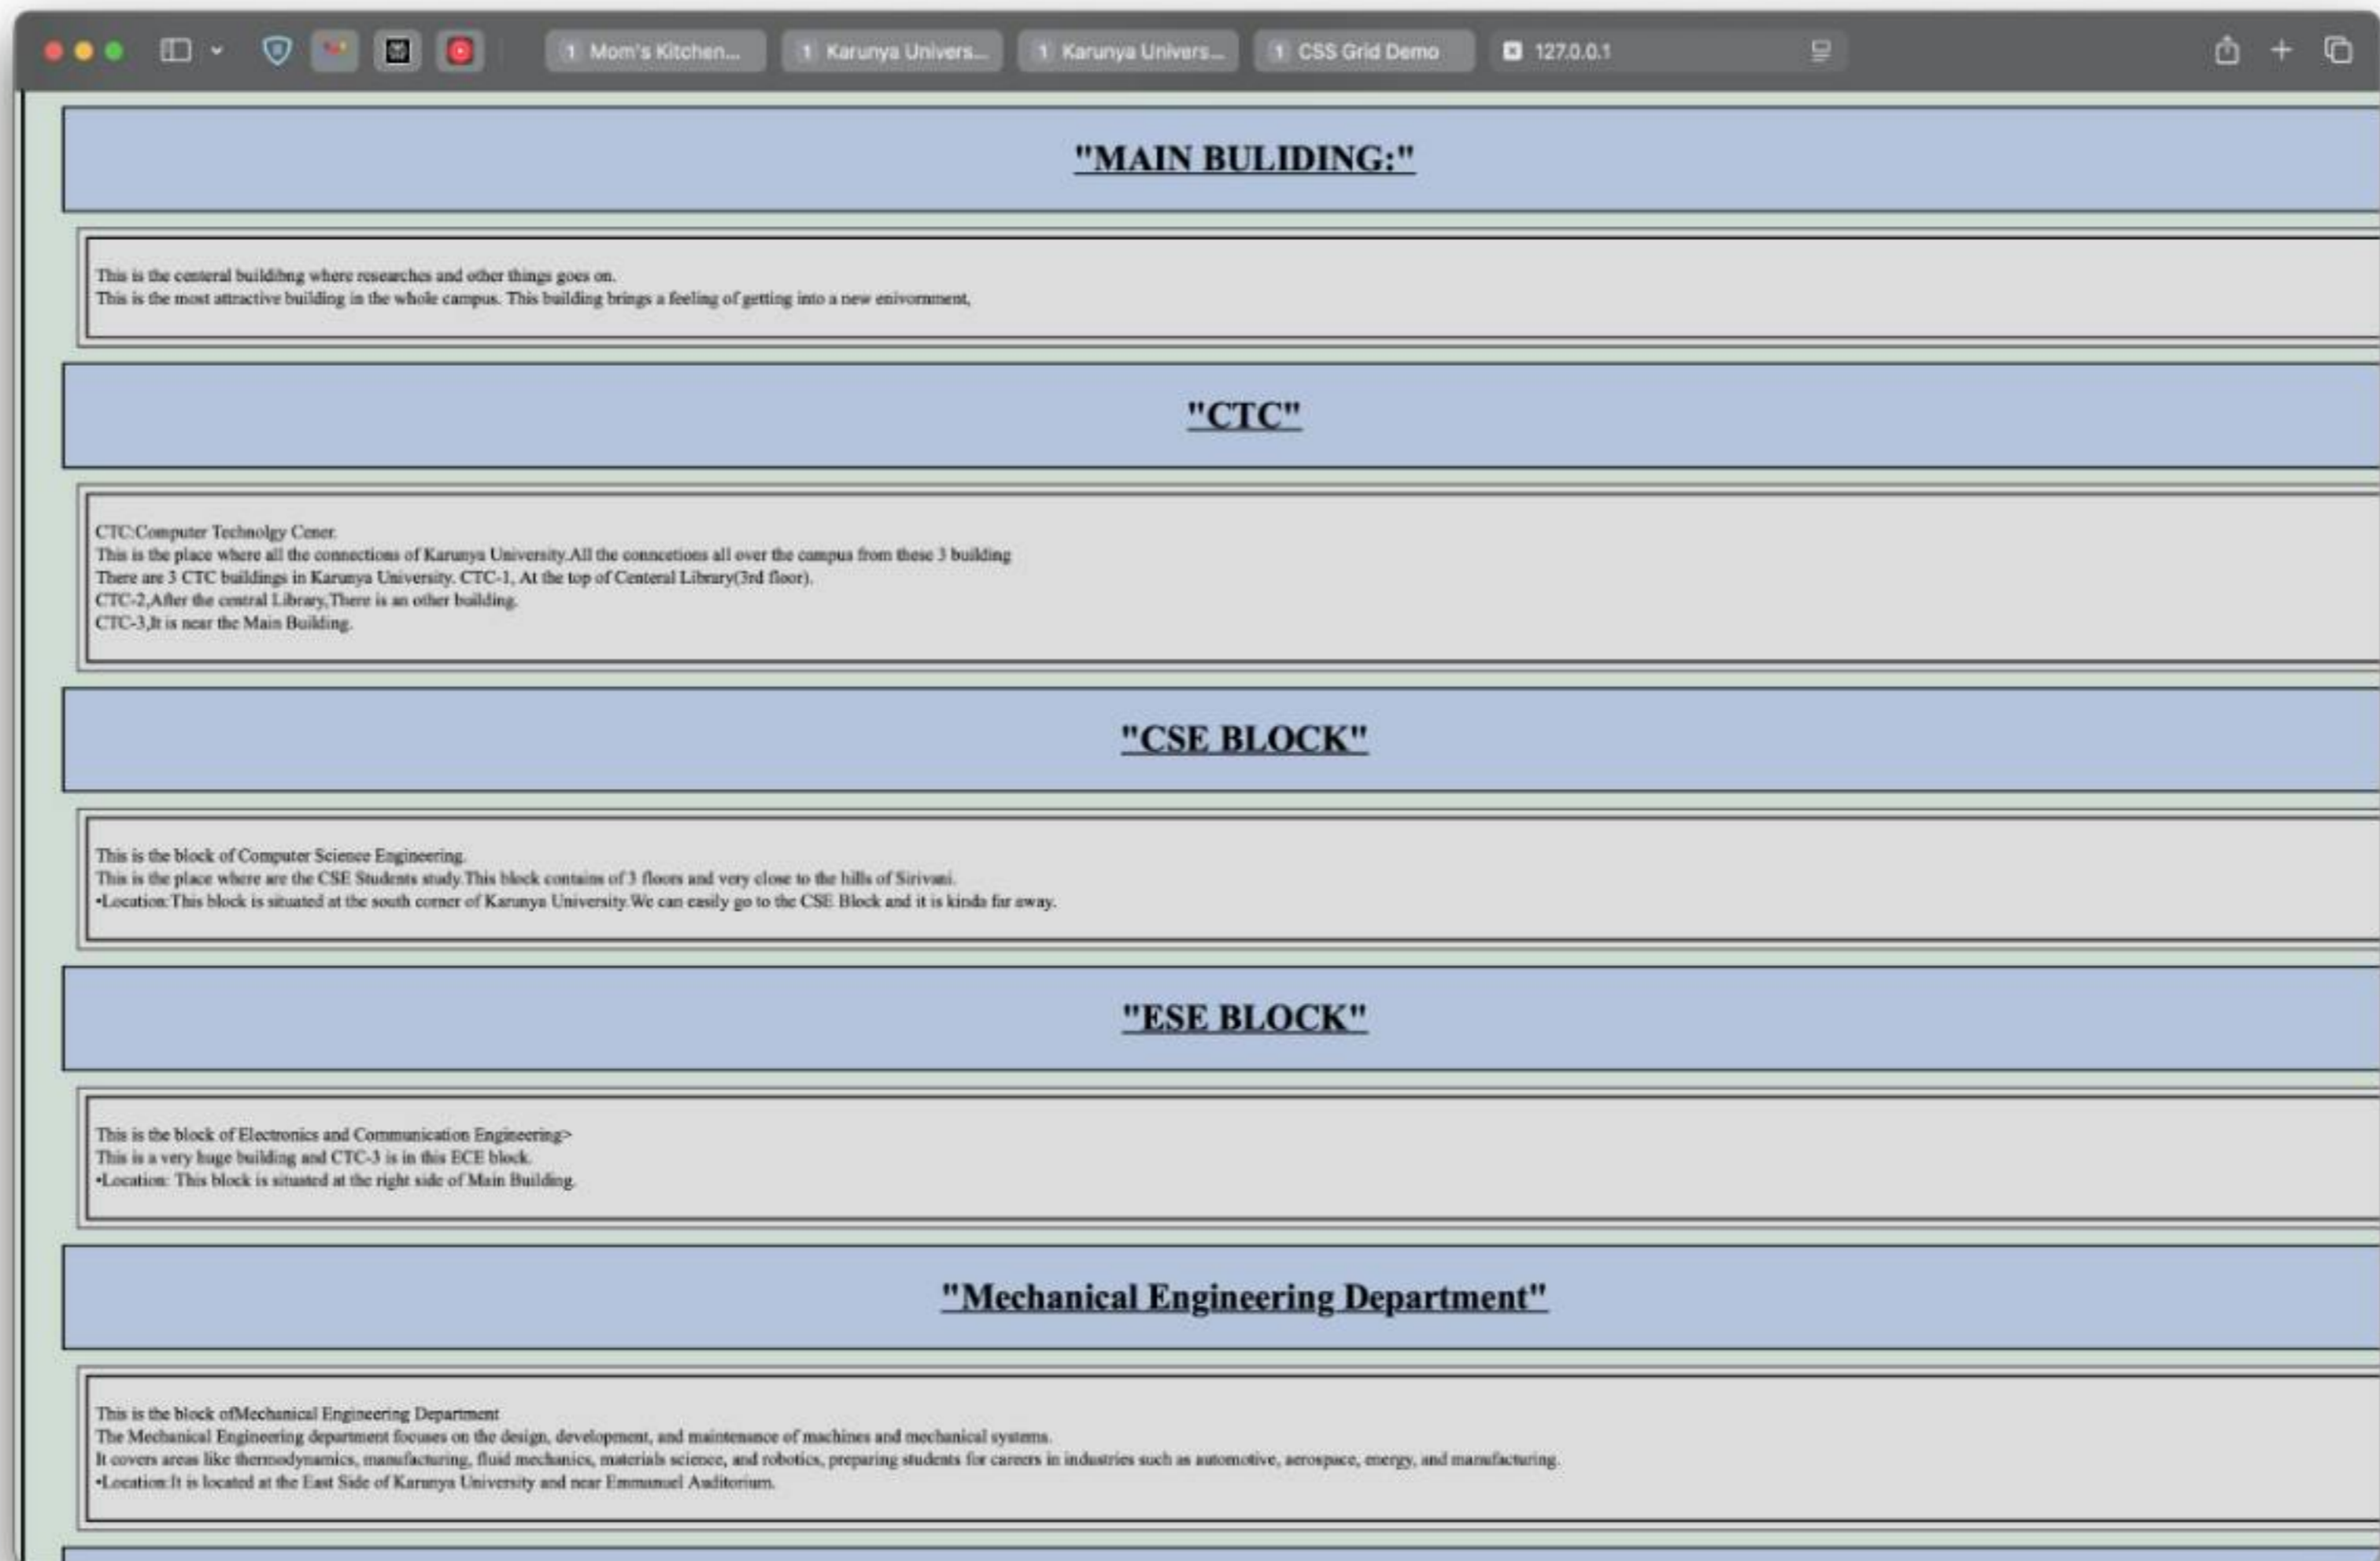 1 Mom's Kitchen...
1 Karunya Univers...
1 Karunya Univers...
1 CSS Grid Demo
127.0.0.1
"MAIN BULIDING:"
This is the centeral buildibng where researches and other things goes on.
This is the most attractive building in the whole campus. This building brings a feeling of getting into a new enivornment,
"CTC"
CTC:Computer Technolgy Cener.
This is the place where all the connections of Karunya University.All the conncetions all over the campus from these 3 building
There are 3 CTC buildings in Karunya University. CTC-1, At the top of Centeral Library(3rd floor).
CTC-2,After the central Library,There is an other building.
CTC-3,It is near the Main Building.
"CSE BLOCK"
This is the block of Computer Science Engineering.
This is the place where are the CSE Students study.This block contains of 3 floors and very close to the hills of Sirivani.
•Location:This block is situated at the south corner of Karunya University.We can easily go to the CSE Block and it is kinda far away.
"ESE BLOCK"
This is the block of Electronics and Communication Engineering>
This is a very huge building and CTC-3 is in this ECE block.
•Location: This block is situated at the right side of Main Building.
"Mechanical Engineering Department"
This is the block ofMechanical Engineering Department
The Mechanical Engineering department focuses on the design, development, and maintenance of machines and mechanical systems.
It covers areas like thermodynamics, manufacturing, fluid mechanics, materials science, and robotics, preparing students for careers in industries such as automotive, aerospace, energy, and manufacturing.
•Location:It is located at the East Side of Karunya University and near Emmanuel Auditorium.